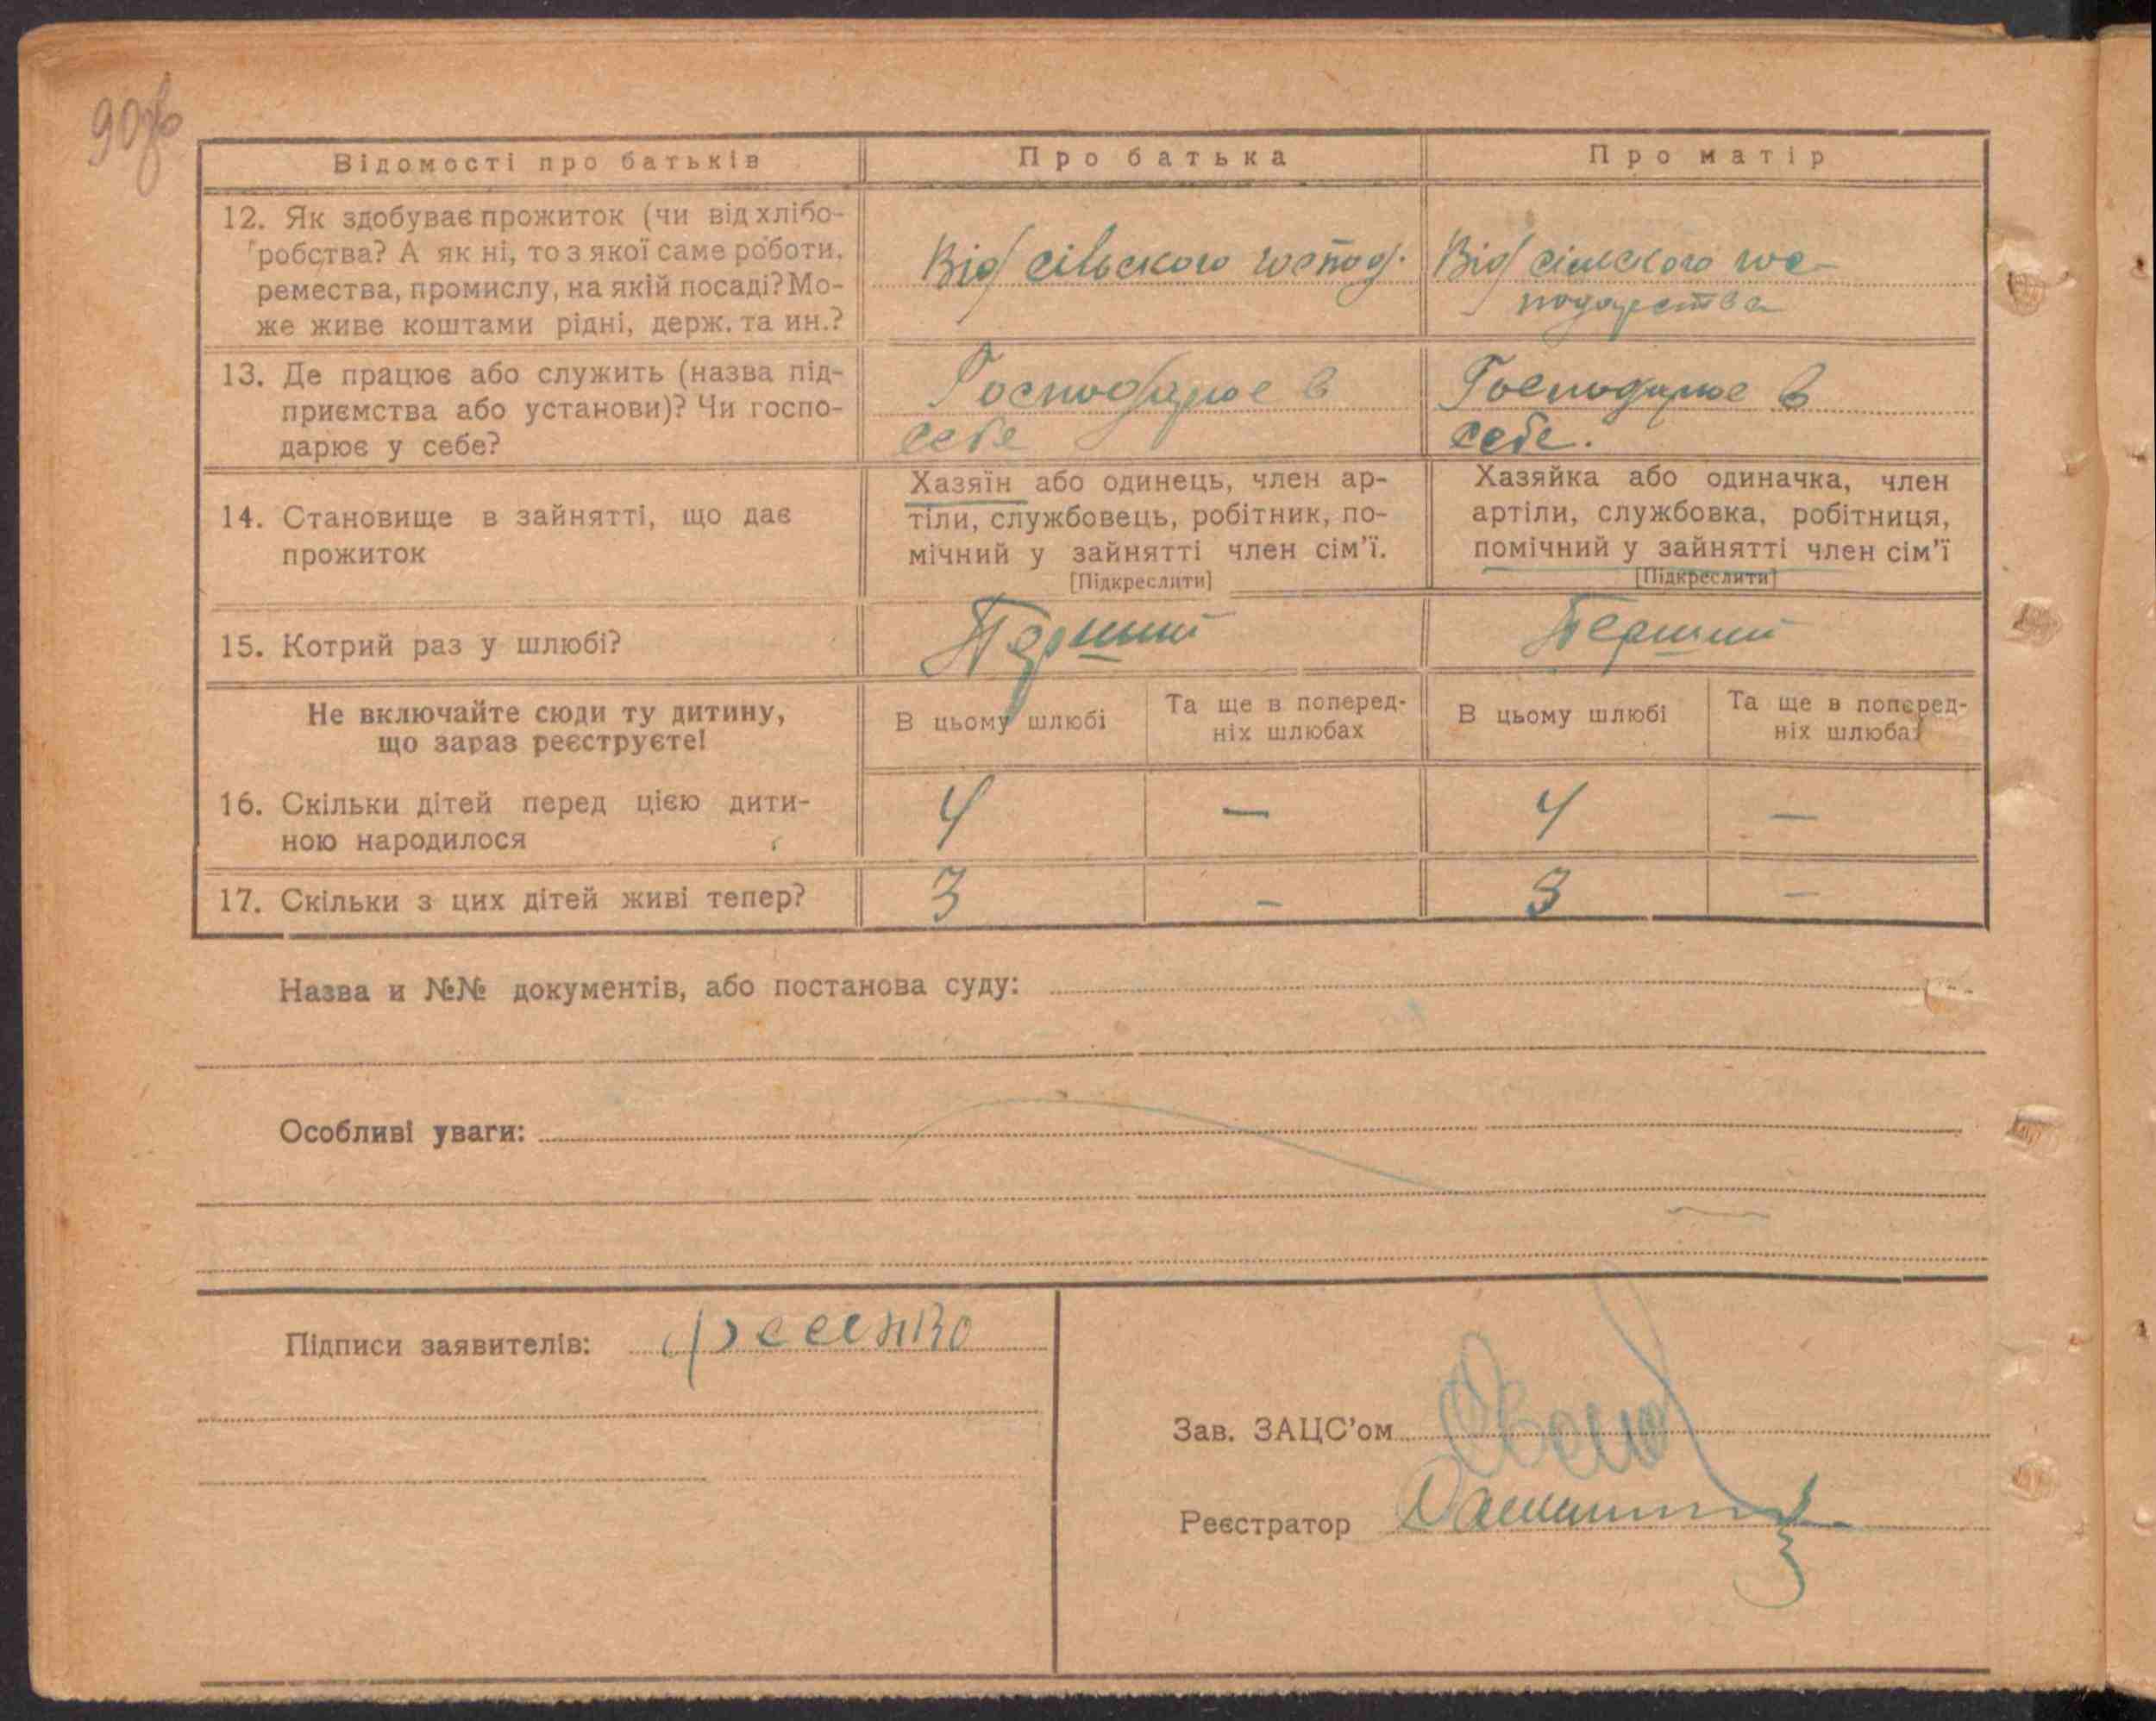 90зв
Відомості про батьків
Про батька
Про матір
12. Як здобуває прожиток (чи від хлібо-
робства? А як ні, то з якої саме роботи,
ремества, промислу, на якій посаді? Мо-
же живе коштами рідні, держ. та ин.?
Від сільского господ.
Від сільского гос-
подарства
13. Де працює або служить (назва під-
приємства або установи)? Чи госпо-
дарює у себе?
Господарює в
себе
Господарює в
себе.
14. Становище в зайнятті, що дає
прожиток
Хазяїн або одинець, член ар-
тіли, службовець, робітник, по-
мічний у зайнятті член сім'ї.
[Підкреслити]
Хазяйка або одиначка, член
артіли, службовка, робітниця,
помічний у зайнятті член сім'ї
[Підкреслити]
15. Котрий раз у шлюбі?
Перший
Перший
Не включайте сюди ту дитину,
що зараз реєструєте!
В цьому шлюбі
Та ще в поперед-
ніх шлюбах
В цьому шлюбі
Та ще в поперед-
ніх шлюбах
16. Скільки дітей перед цією дити-
ною народилося
4 — 4 —
17. Скільки з цих дітей живі тепер?
3 - 3 —
Назва и №№ документів, або постанова суду:
Особливі уваги:
Підписи заявителів:
Зав. ЗАЦС'ом
Реєстратор